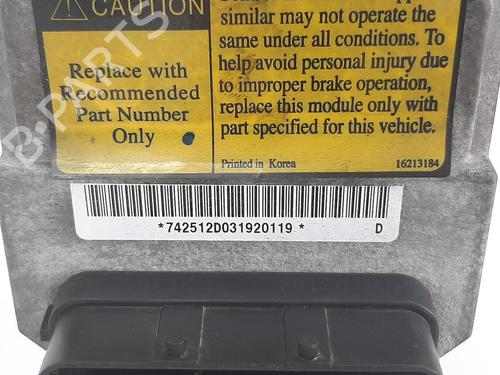 CAUTION
Replace with
Recommended
Part Number
Only
similar may not operate the
same under all conditions. To
help avoid personal injury due
to improper brake operation,
replace this module only with
part specified for this vehicle.
Printed in Korea
16213184
*742512D031920119 *
D
B-PARTS